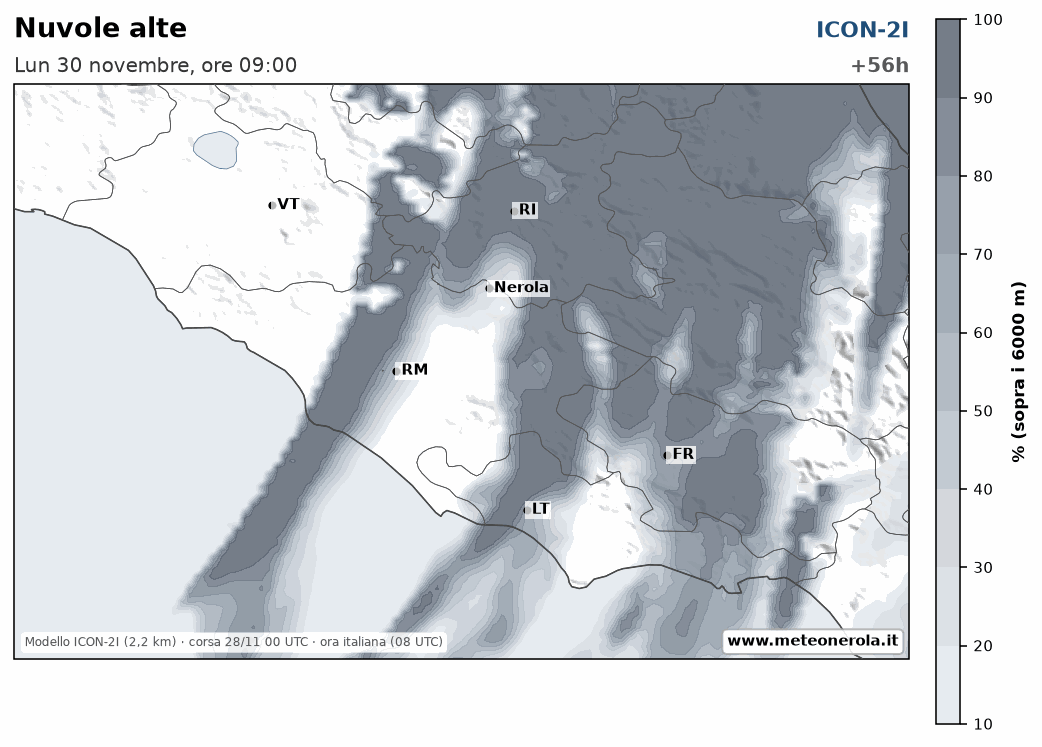 Nuvole alte
ICON-2I
Lun 30 novembre, ore 09:00
+56h
VT
RI
Nerola
RM
FR
LT
Modello ICON-2I (2,2 km) · corsa 28/11 00 UTC · ora italiana (08 UTC)
www.meteonerola.it
100
90
80
70
60
50
40
30
20
10
% (sopra i 6000 m)